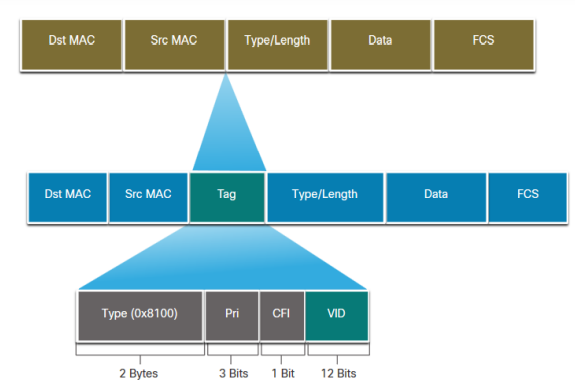 Dst MAC Src MAC Type/Length Data FCS
Dst MAC Src MAC Tag Type/Length Data FCS
Type (0x8100) Pri CFI VID
2 Bytes 3 Bits 1 Bit 12 Bits